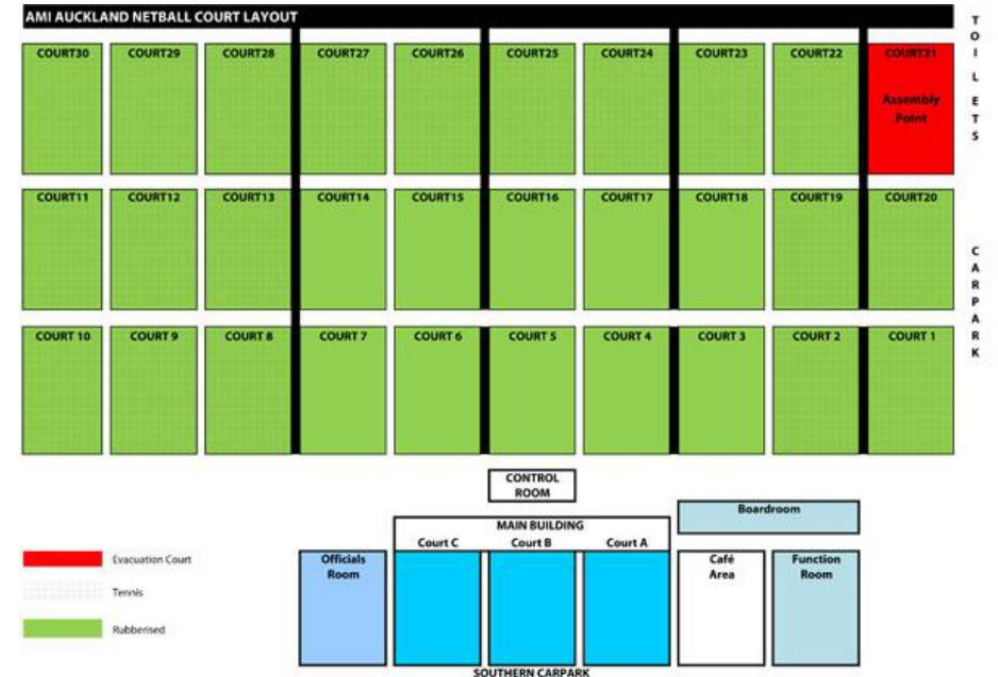 AMI AUCKLAND NETBALL COURT LAYOUT
TOILETS
COURT30 COURT29 COURT28 COURT27 COURT26 COURT25 COURT24 COURT23 COURT22 COURT21
Assembly
Point
COURT11 COURT12 COURT13 COURT14 COURT15 COURT16 COURT17 COURT18 COURT19 COURT20
CARPARK
COURT 10 COURT 9 COURT 8 COURT 7 COURT 6 COURT 5 COURT 4 COURT 3 COURT 2 COURT 1
CONTROL
ROOM
Boardroom
MAIN BUILDING
Court C Court B Court A
Officials
Room
Café
Area
Function
Room
Evacuation Court
Tennis
Rubberised
SOUTHERN CARPARK